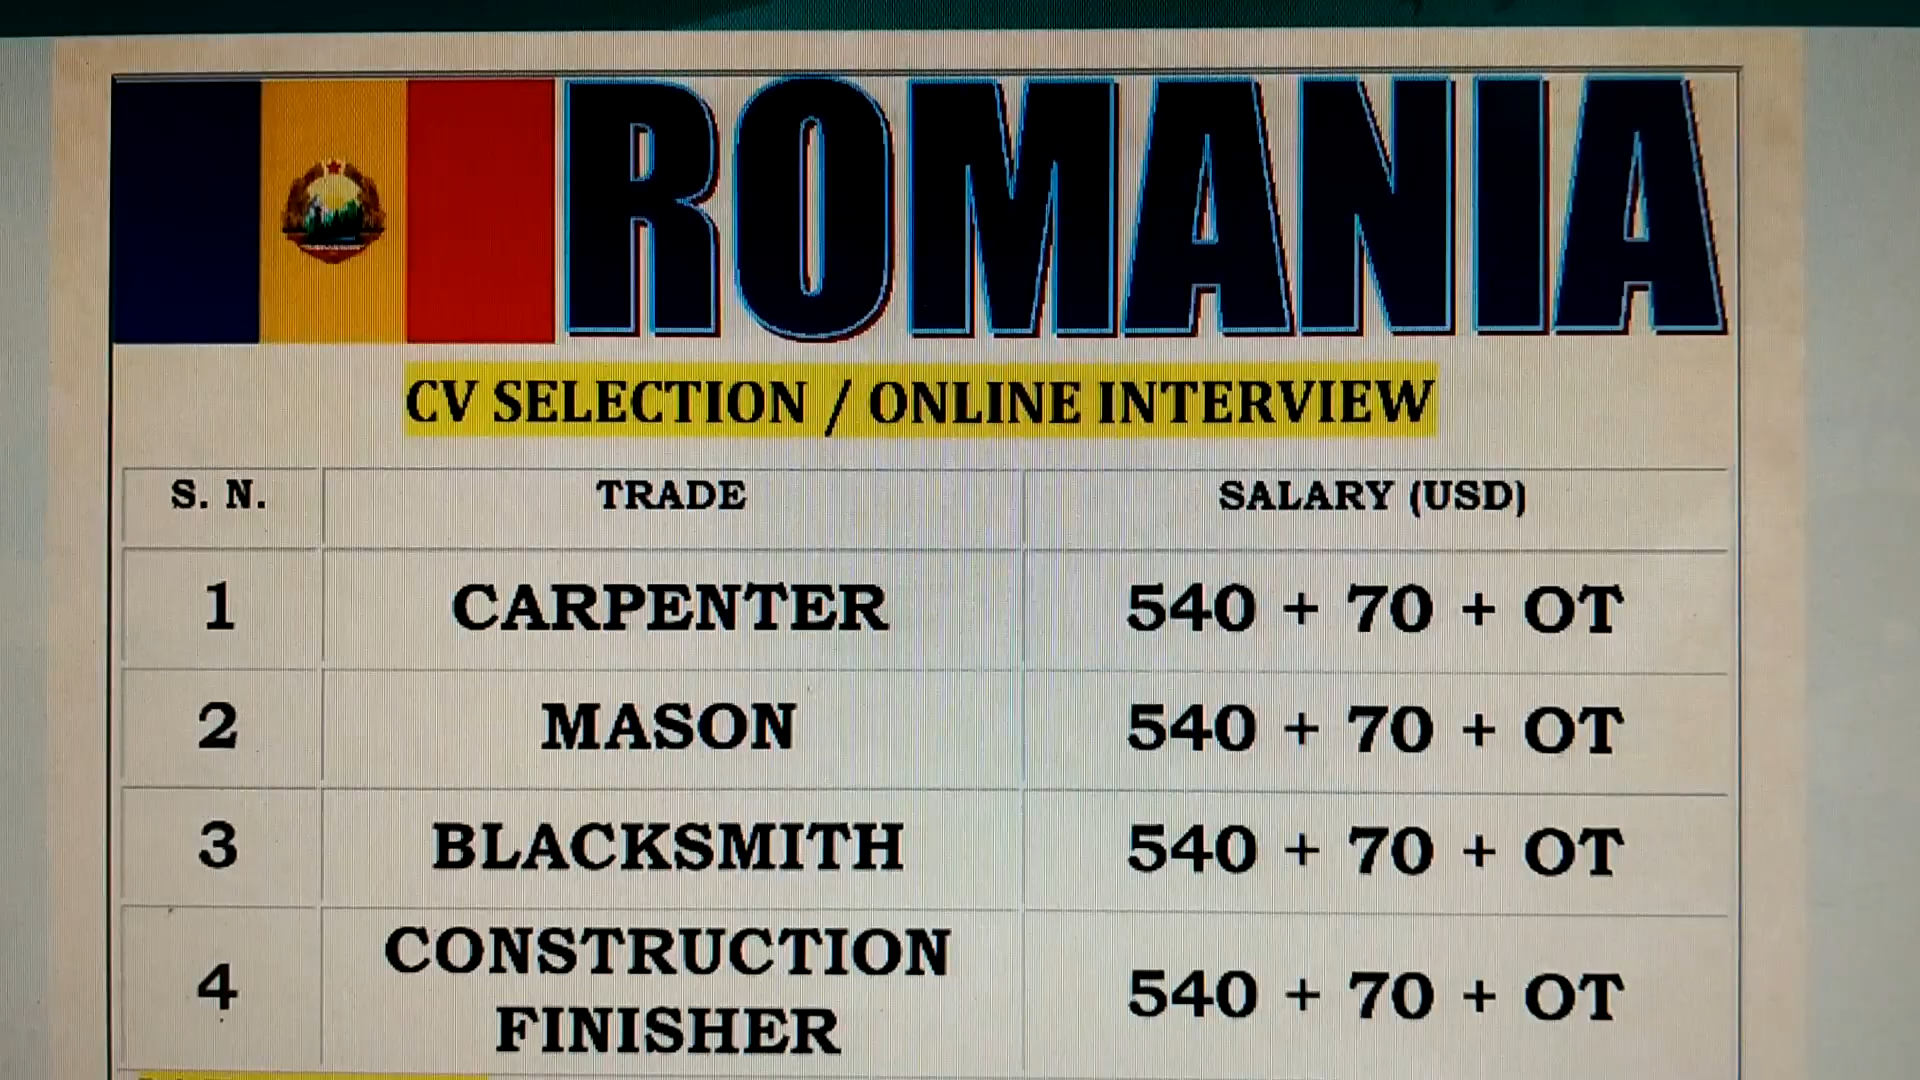 ROMANIA
CV SELECTION / ONLINE INTERVIEW
S. N. TRADE SALARY (USD)
1 CARPENTER 540 + 70 + OT
2 MASON 540 + 70 + OT
3 BLACKSMITH 540 + 70 + OT
4 CONSTRUCTION FINISHER 540 + 70 + OT